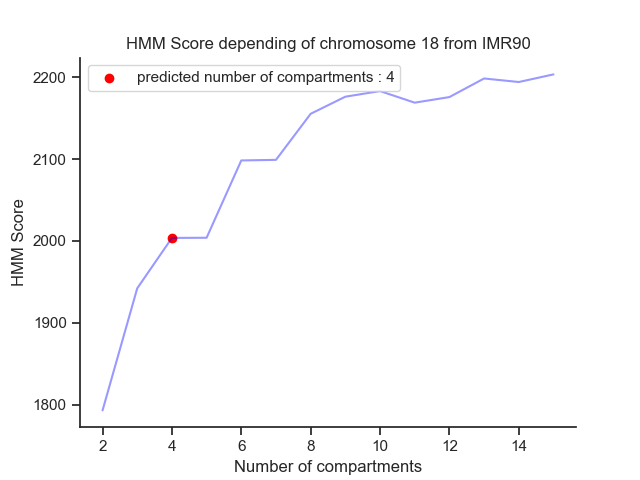 HMM Score depending of chromosome 18 from IMR90
predicted number of compartments : 4
HMM Score
2200
2100
2000
1900
1800
2 4 6 8 10 12 14
Number of compartments